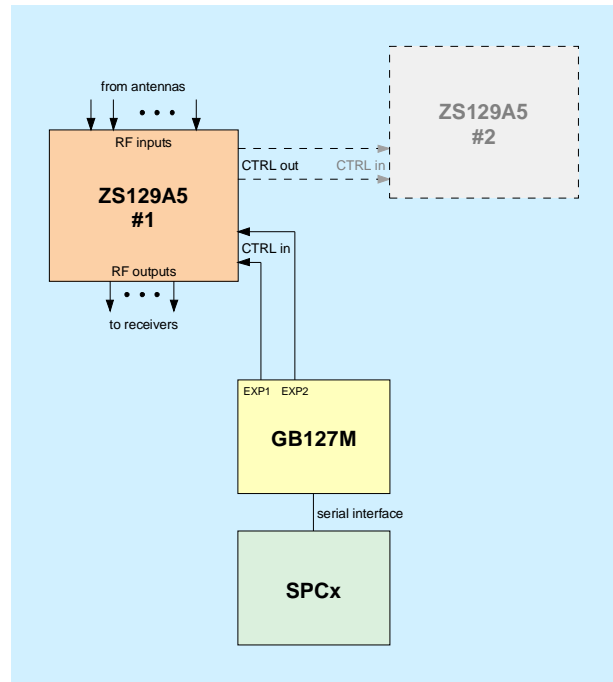 from antennas
RF inputs
ZS129A5
#1
RF outputs
to receivers
CTRL out
CTRL in
ZS129A5
#2
CTRL in
EXP1 EXP2
GB127M
serial interface
SPCx